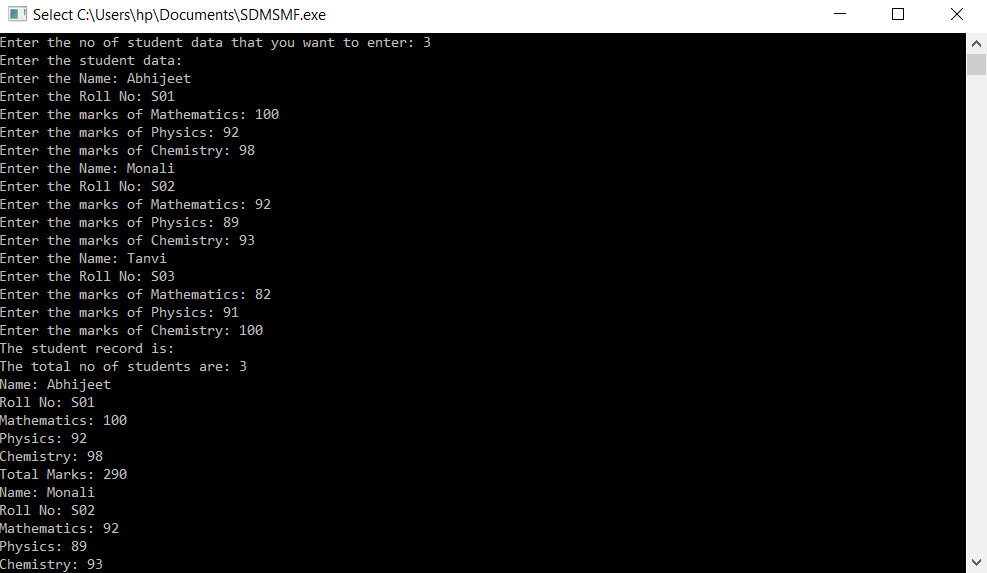 Select C:\Users\hp\Documents\SDMSMF.exe
Enter the no of student data that you want to enter: 3
Enter the student data:
Enter the Name: Abhijeet
Enter the Roll No: S01
Enter the marks of Mathematics: 100
Enter the marks of Physics: 92
Enter the marks of Chemistry: 98
Enter the Name: Monali
Enter the Roll No: S02
Enter the marks of Mathematics: 92
Enter the marks of Physics: 89
Enter the marks of Chemistry: 93
Enter the Name: Tanvi
Enter the Roll No: S03
Enter the marks of Mathematics: 82
Enter the marks of Physics: 91
Enter the marks of Chemistry: 100
The student record is:
The total no of students are: 3
Name: Abhijeet
Roll No: S01
Mathematics: 100
Physics: 92
Chemistry: 98
Total Marks: 290
Name: Monali
Roll No: S02
Mathematics: 92
Physics: 89
Chemistry: 93